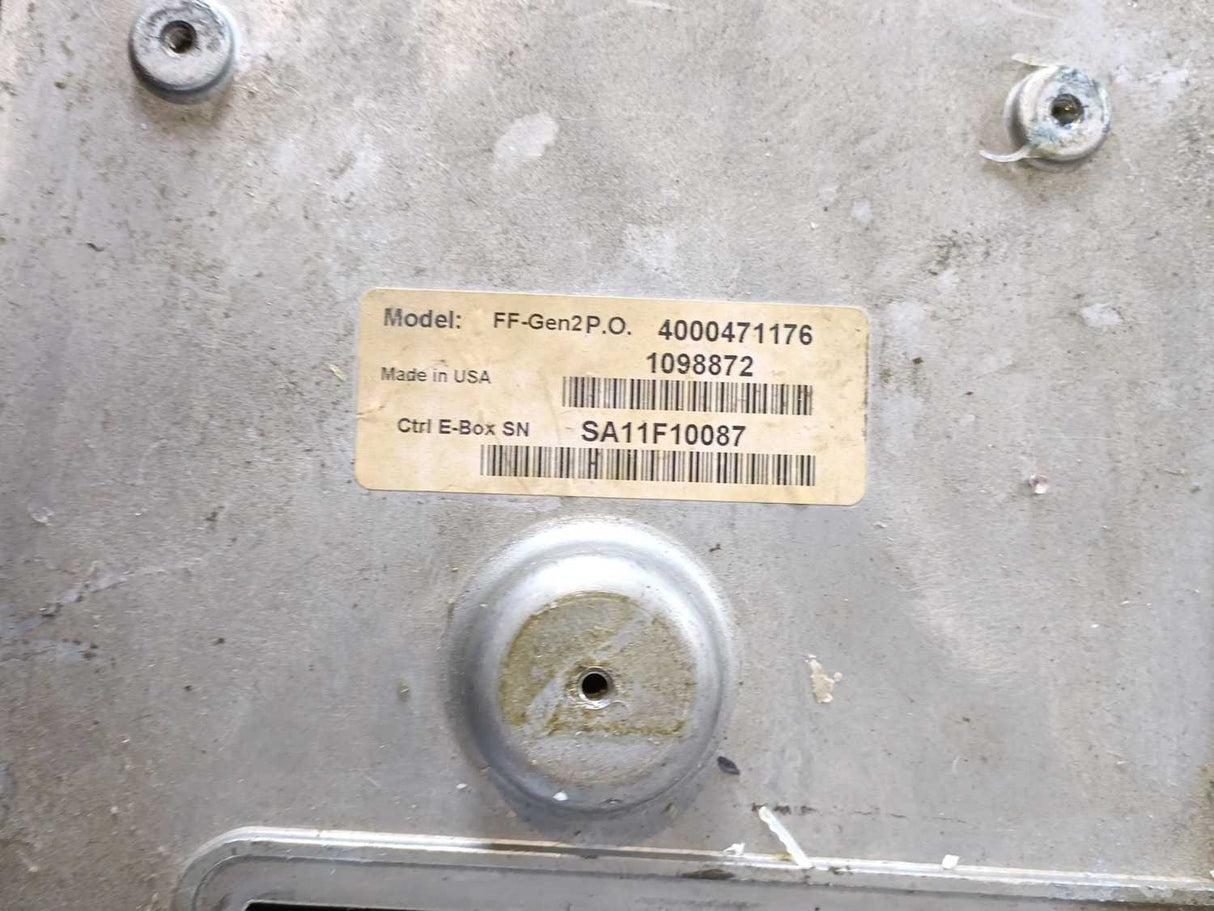 Model: FF-Gen2 P.O. 4000471176
1098872
Made in USA
Ctrl E-Box SN SA11F10087